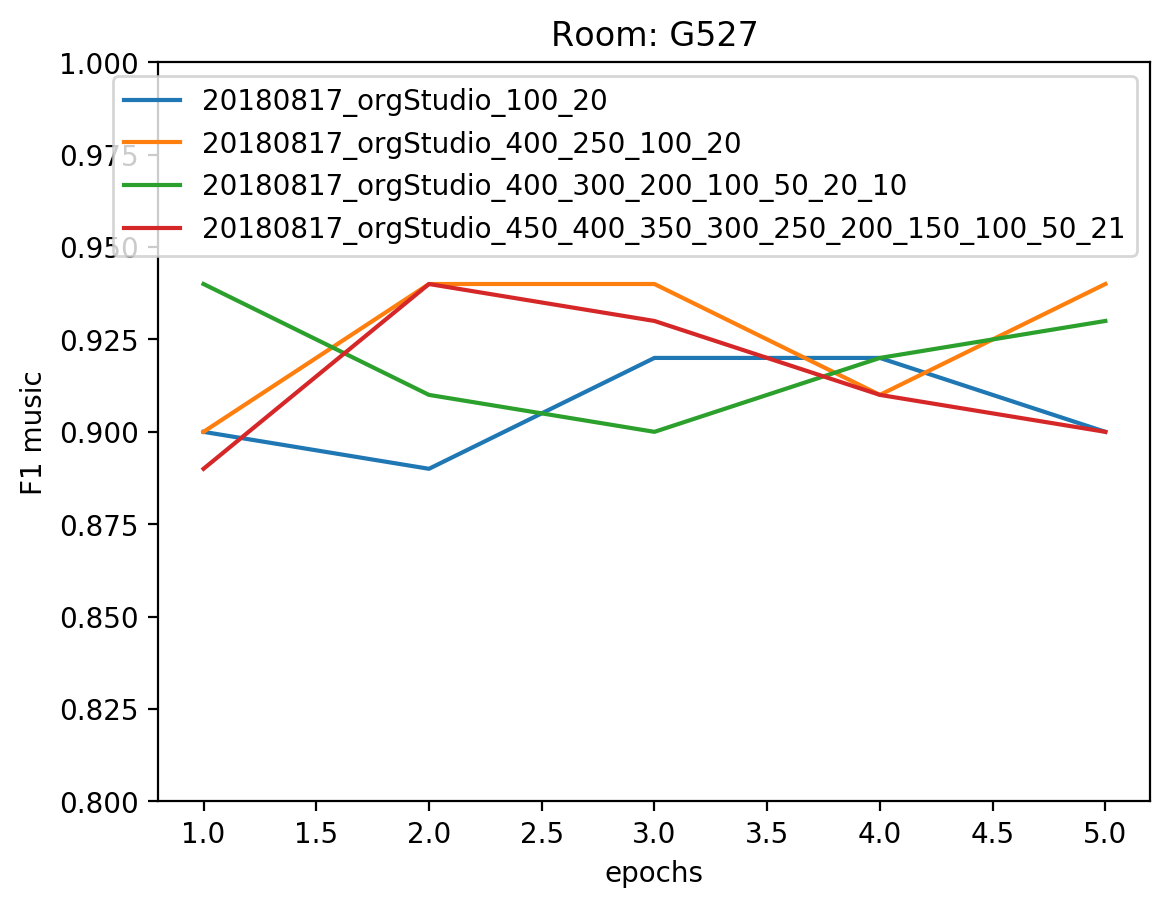 Room: G527
1.000
0.975
0.950
0.925
0.900
0.875
0.850
0.825
0.800
F1 music
20180817_orgStudio_100_20
20180817_orgStudio_400_250_100_20
20180817_orgStudio_400_300_200_100_50_20_10
20180817_orgStudio_450_400_350_300_250_200_150_100_50_21
1.0 1.5 2.0 2.5 3.0 3.5 4.0 4.5 5.0
epochs